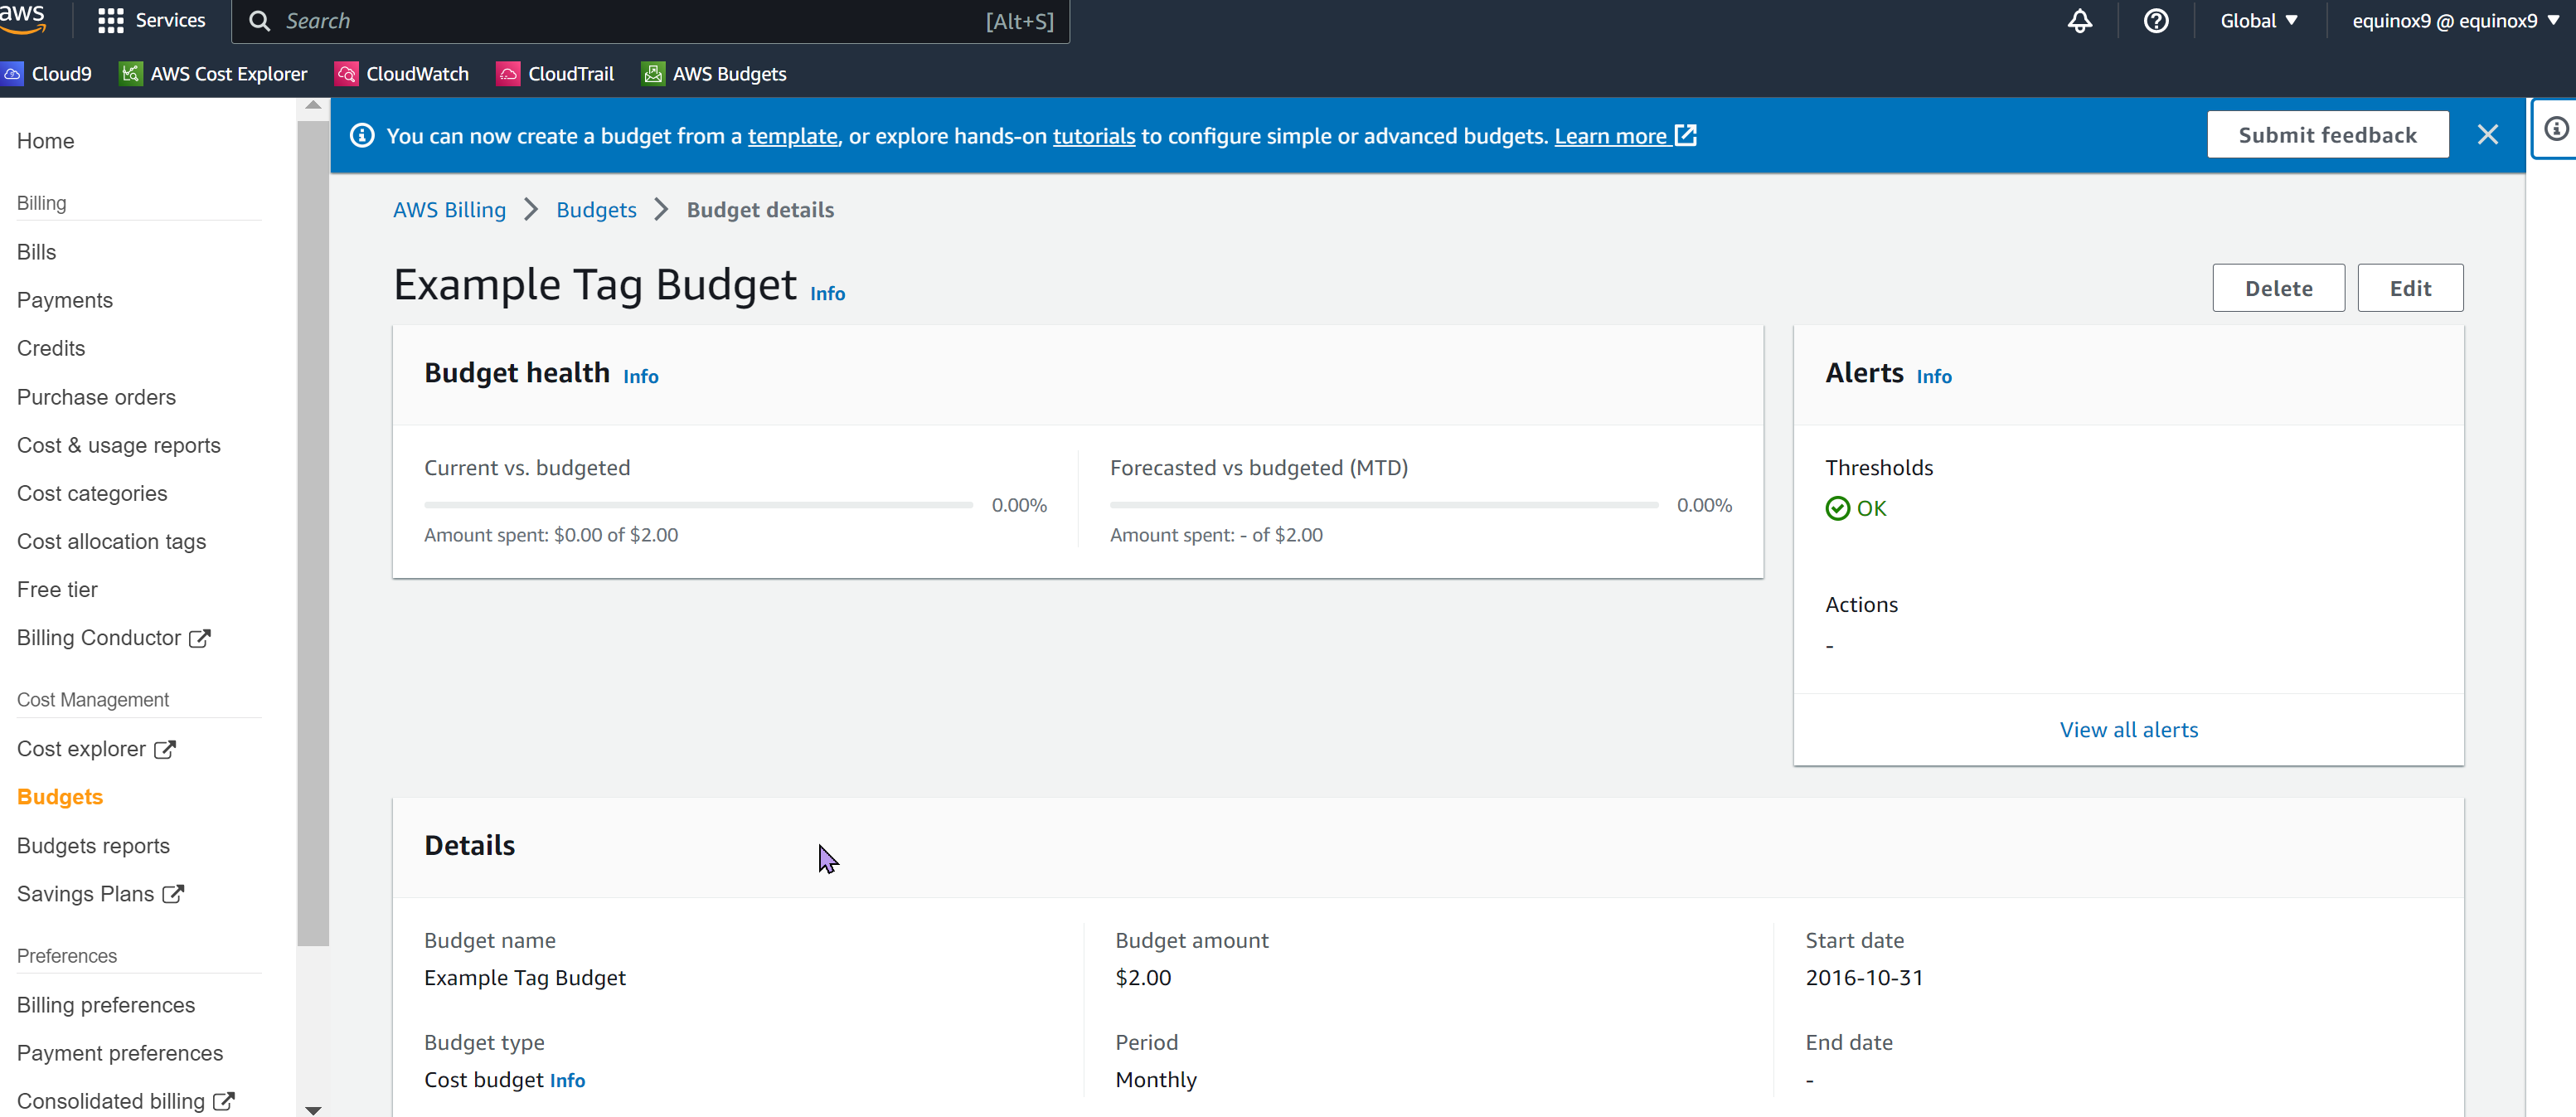 aws
Services
Search
[Alt+S]
Global
equinox9 @ equinox9
Cloud9
AWS Cost Explorer
CloudWatch
CloudTrail
AWS Budgets
Home
Billing
Bills
Payments
Credits
Purchase orders
Cost & usage reports
Cost categories
Cost allocation tags
Free tier
Billing Conductor
Cost Management
Cost explorer
Budgets
Budgets reports
Savings Plans
Preferences
Billing preferences
Payment preferences
Consolidated billing
You can now create a budget from a template, or explore hands-on tutorials to configure simple or advanced budgets. Learn more
Submit feedback
AWS Billing
Budgets
Budget details
Example Tag Budget Info
Delete
Edit
Budget health Info
Current vs. budgeted
0.00%
Amount spent: $0.00 of $2.00
Forecasted vs budgeted (MTD)
0.00%
Amount spent: - of $2.00
Alerts Info
Thresholds
OK
Actions
-
View all alerts
Details
Budget name
Example Tag Budget
Budget type
Cost budget Info
Budget amount
$2.00
Period
Monthly
Start date
2016-10-31
End date
-